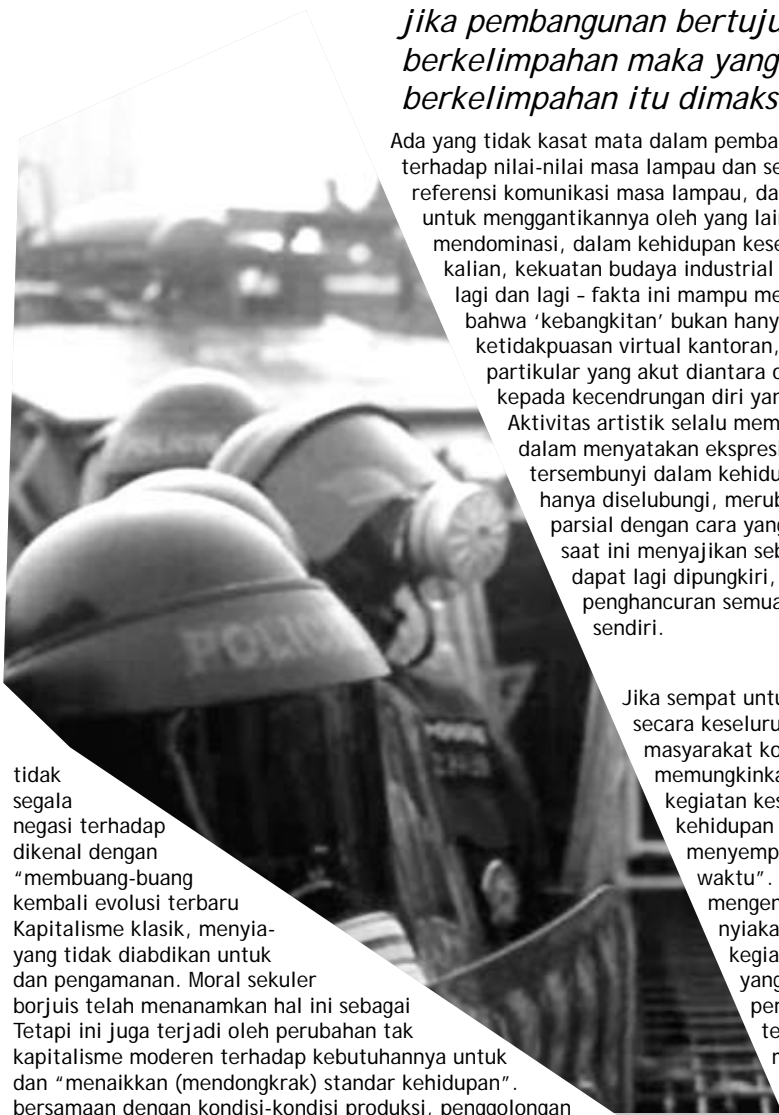 jika pembangunan bertuju
berkelimpahan maka yang
berkelimpahan itu dimaks
Ada yang tidak kasat mata dalam pemba
terhadap nilai-nilai masa lampau dan se
referensi komunikasi masa lampau, da
untuk menggantikannya oleh yang lain
mendominasi, dalam kehidupan kese
kalian, kekuatan budaya industrial
lagi dan lagi – fakta ini mampu me
bahwa ‘kebangkitan’ bukan hany
ketidakpuasan virtual kantoran,
partikular yang akut diantara o
kepada kecendrungan diri yan
Aktivitas artistik selalu mem
dalam menyatakan ekspresi
tersembunyi dalam kehidu
hanya diselubungi, merub
parsial dengan cara yang
saat ini menyajikan seb
dapat lagi dipungkiri,
penghancuran semua
sendiri.
POLICE
Jika sempat untu
secara keseluru
masyarakat ko
memungkinka
kegiatan kes
kehidupan
menyemp
waktu”.
mengen
nyiaka
kegia
yang
per
te
tidak
segala
negasi terhadap
dikenal dengan
“membuang-buang
kembali evolusi terbaru
Kapitalisme klasik, menyia-
yang tidak diabdikan untuk
dan pengamanan. Moral sekuler
borjuis telah menanamkan hal ini sebagai
Tetapi ini juga terjadi oleh perubahan tak
kapitalisme moderen terhadap kebutuhannya untuk
dan “menaikkan (mendongkrak) standar kehidupan”.
bersamaan dengan kondisi-kondisi produksi, penggolongan